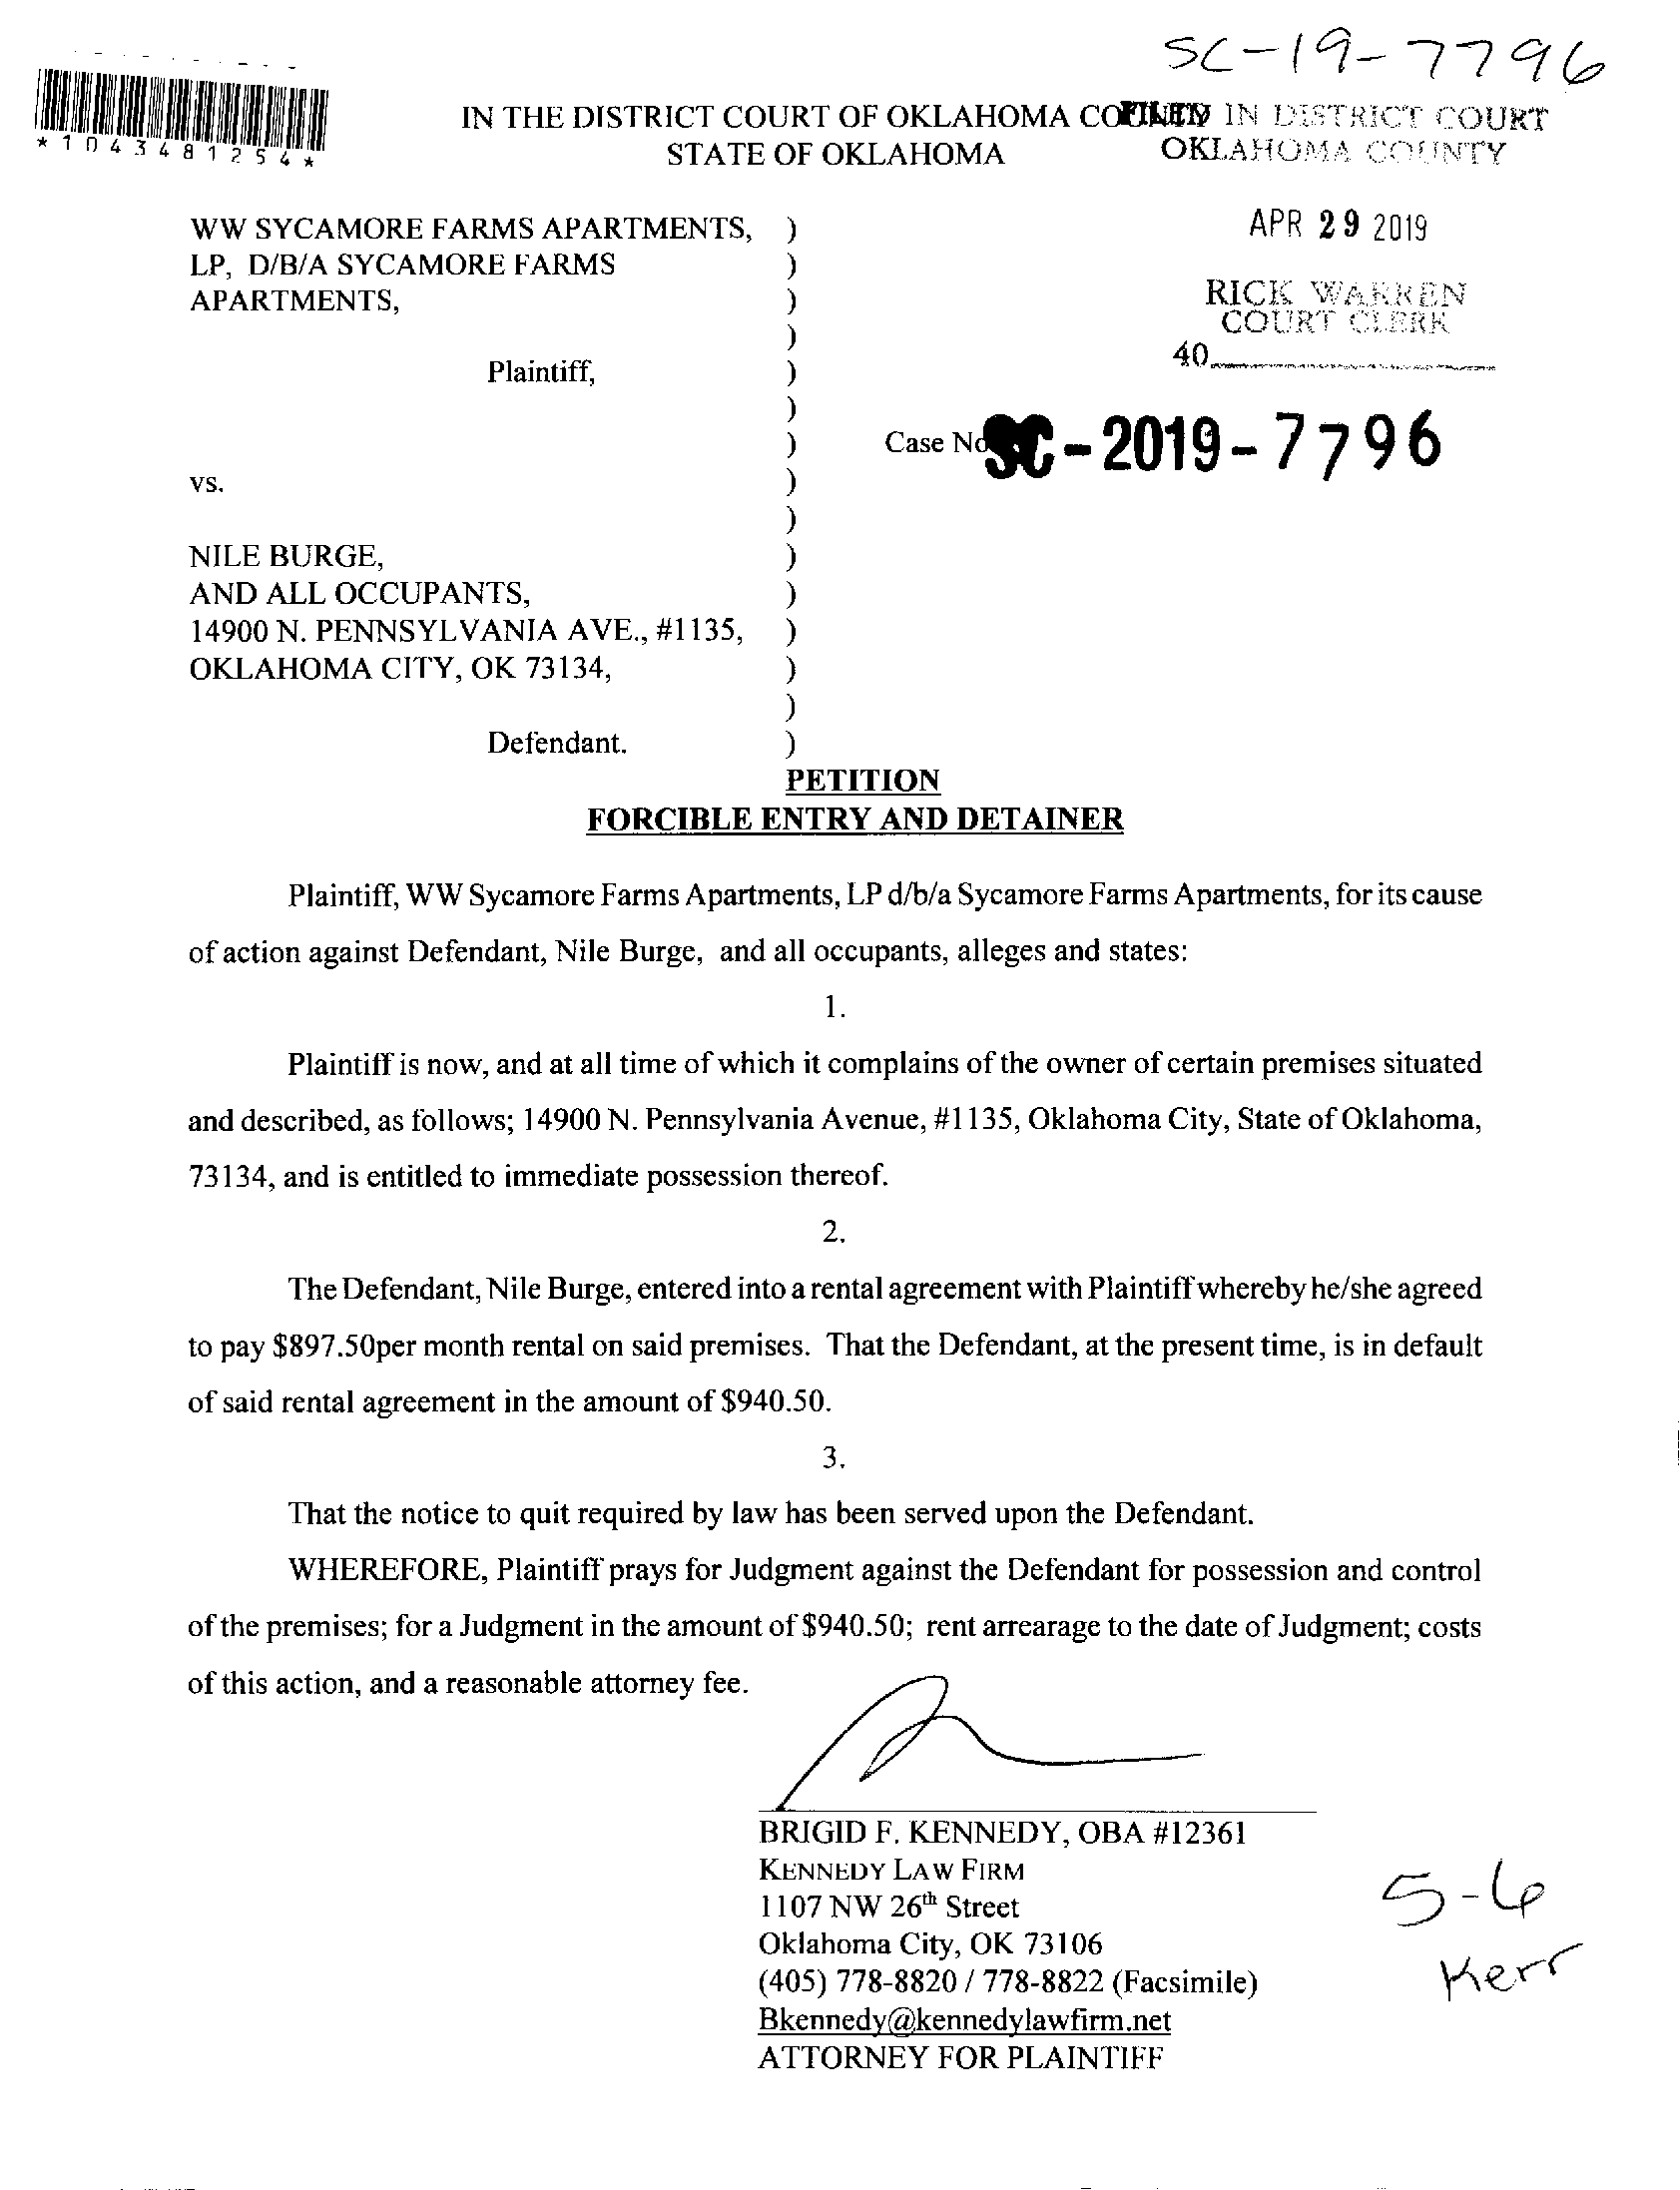 SC-19-7796
*1043481254*
IN THE DISTRICT COURT OF OKLAHOMA COUNTY
STATE OF OKLAHOMA
FILED IN DISTRICT COURT
OKLAHOMA COUNTY
APR 29 2019
RICK WARREN
COURT CLERK
40
WW SYCAMORE FARMS APARTMENTS, )
LP, D/B/A SYCAMORE FARMS )
APARTMENTS, )
)
Plaintiff, )
)
) Case No SC-2019-7796
vs. )
)
NILE BURGE, )
AND ALL OCCUPANTS, )
14900 N. PENNSYLVANIA AVE., #1135, )
OKLAHOMA CITY, OK 73134, )
)
Defendant. )
PETITION
FORCIBLE ENTRY AND DETAINER
Plaintiff, WW Sycamore Farms Apartments, LP d/b/a Sycamore Farms Apartments, for its cause
of action against Defendant, Nile Burge, and all occupants, alleges and states:
1.
Plaintiff is now, and at all time of which it complains of the owner of certain premises situated
and described, as follows; 14900 N. Pennsylvania Avenue, #1135, Oklahoma City, State of Oklahoma,
73134, and is entitled to immediate possession thereof.
2.
The Defendant, Nile Burge, entered into a rental agreement with Plaintiff whereby he/she agreed
to pay $897.50per month rental on said premises. That the Defendant, at the present time, is in default
of said rental agreement in the amount of $940.50.
3.
That the notice to quit required by law has been served upon the Defendant.
WHEREFORE, Plaintiff prays for Judgment against the Defendant for possession and control
of the premises; for a Judgment in the amount of $940.50; rent arrearage to the date of Judgment; costs
of this action, and a reasonable attorney fee.
BRIGID F. KENNEDY, OBA #12361
KENNEDY LAW FIRM
1107 NW 26th Street
Oklahoma City, OK 73106
(405) 778-8820 / 778-8822 (Facsimile)
Bkennedy@kennedylawfirm.net
ATTORNEY FOR PLAINTIFF
5-6
Kerr